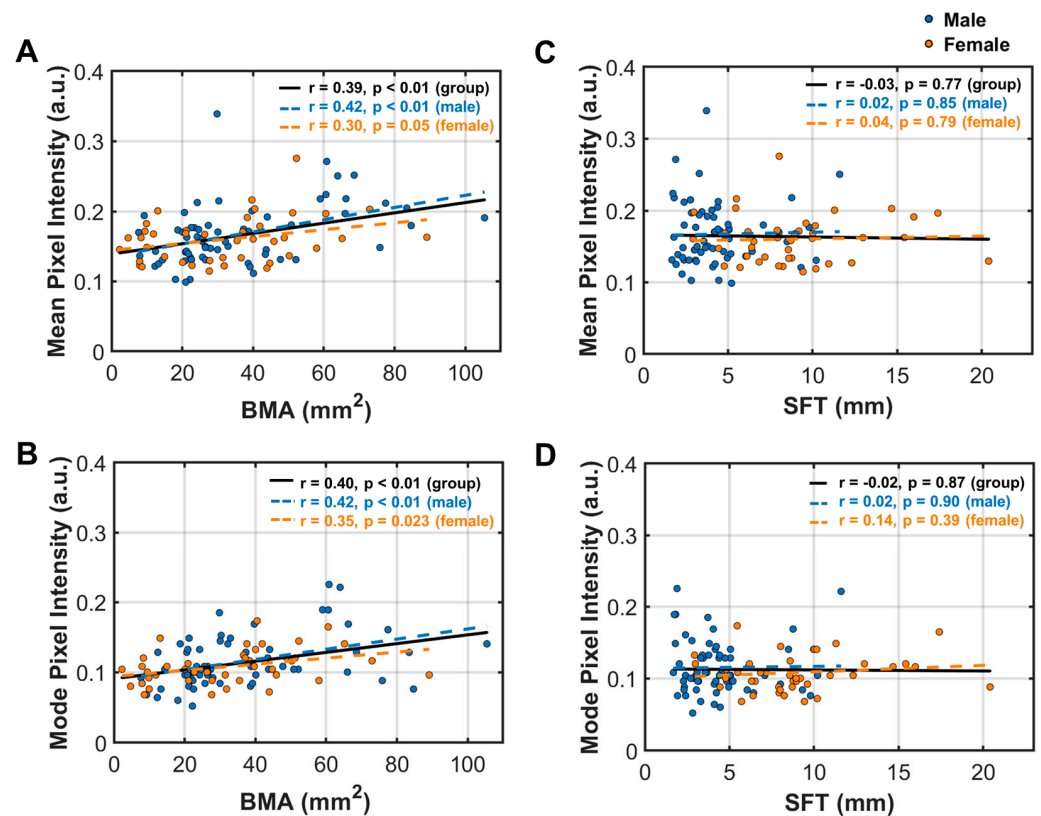 Male
Female
A
0.4
0.3
0.2
0.1
0
Mean Pixel Intensity (a.u.)
r = 0.39, p < 0.01 (group)
r = 0.42, p < 0.01 (male)
r = 0.30, p = 0.05 (female)
0 20 40 60 80 100
BMA (mm²)
C
0.4
0.3
0.2
0.1
0
Mean Pixel Intensity (a.u.)
r = -0.03, p = 0.77 (group)
r = 0.02, p = 0.85 (male)
r = 0.04, p = 0.79 (female)
0 5 10 15 20
SFT (mm)
B
0.4
0.3
0.2
0.1
0
Mode Pixel Intensity (a.u.)
r = 0.40, p < 0.01 (group)
r = 0.42, p < 0.01 (male)
r = 0.35, p = 0.023 (female)
0 20 40 60 80 100
BMA (mm²)
D
0.4
0.3
0.2
0.1
0
Mode Pixel Intensity (a.u.)
r = -0.02, p = 0.87 (group)
r = 0.02, p = 0.90 (male)
r = 0.14, p = 0.39 (female)
0 5 10 15 20
SFT (mm)